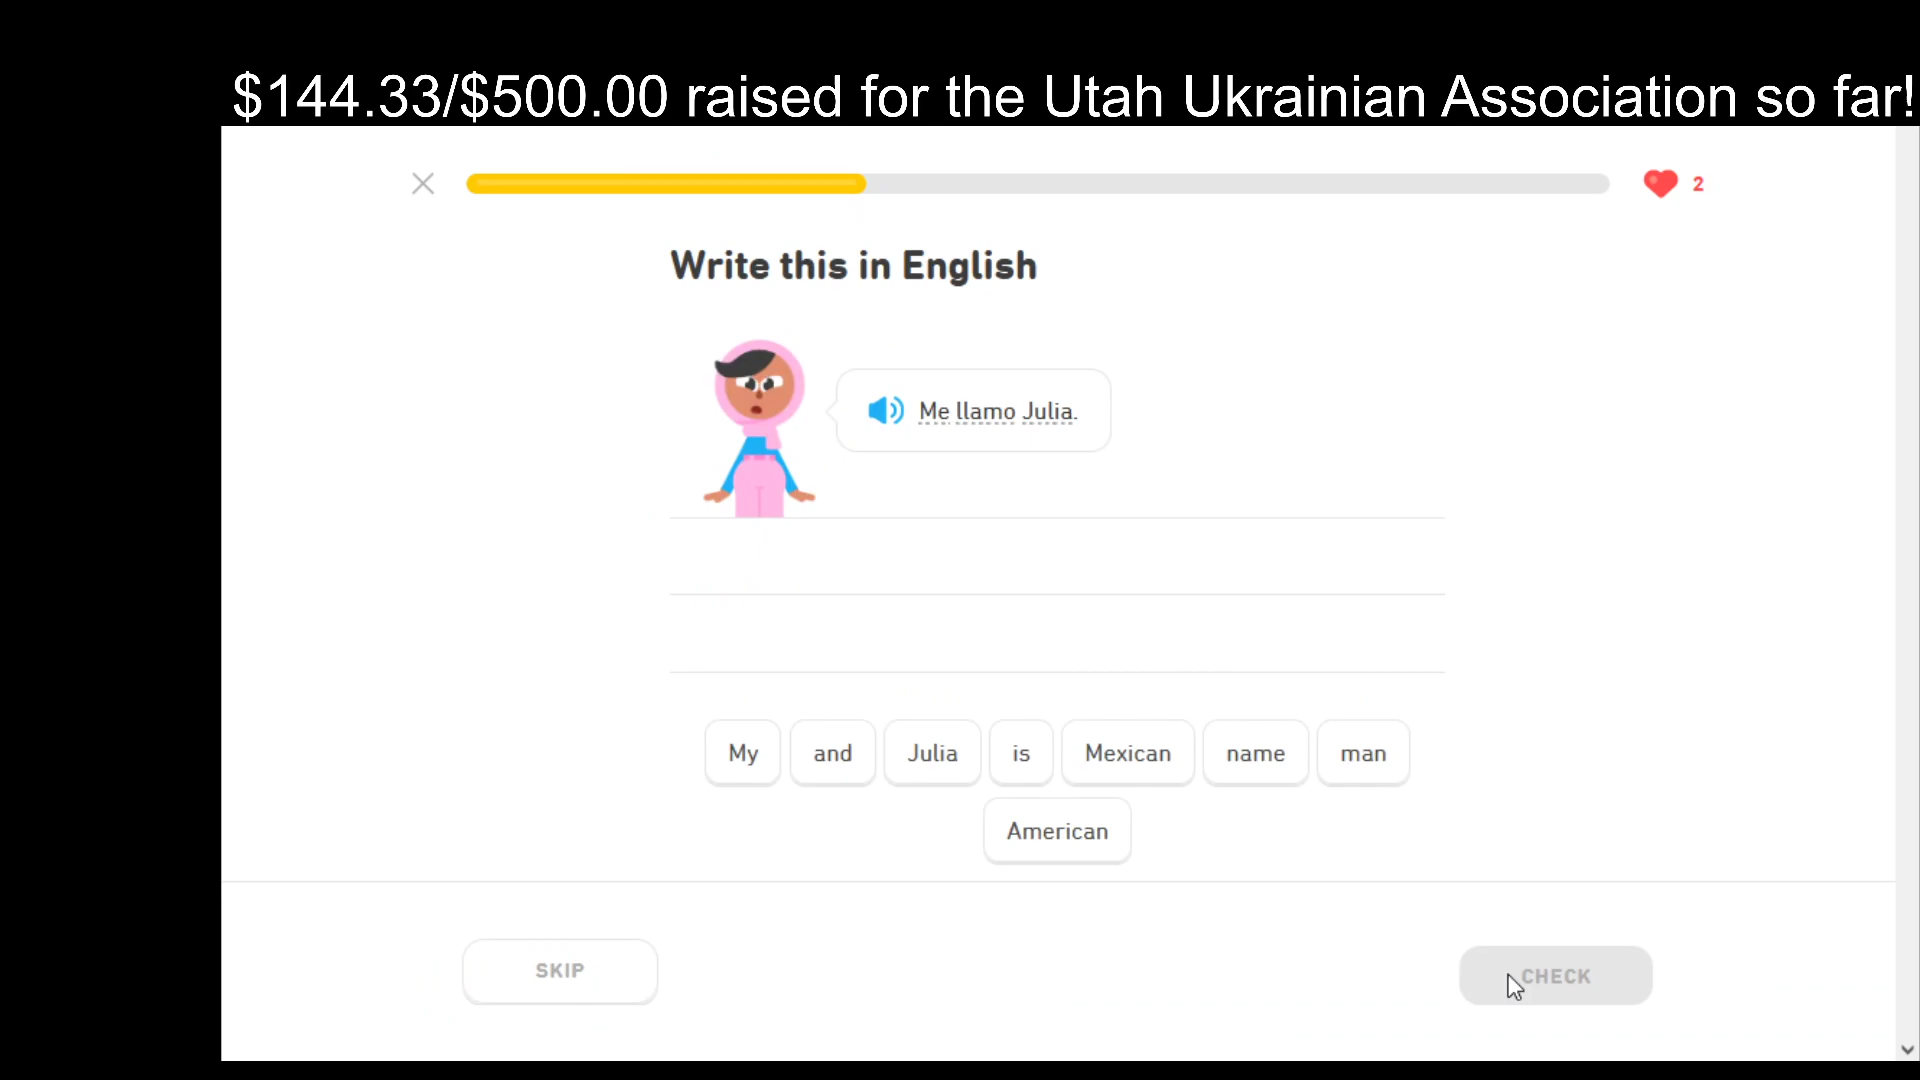 $144.33/$500.00 raised for the Utah Ukrainian Association so far!
2
Write this in English
Me llamo Julia.
My and Julia is Mexican name man
American
SKIP CHECK